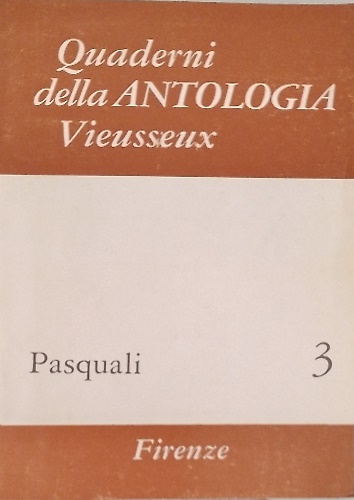 Quaderni
della ANTOLOGIA
Vieusseux
Pasquali 3
Firenze